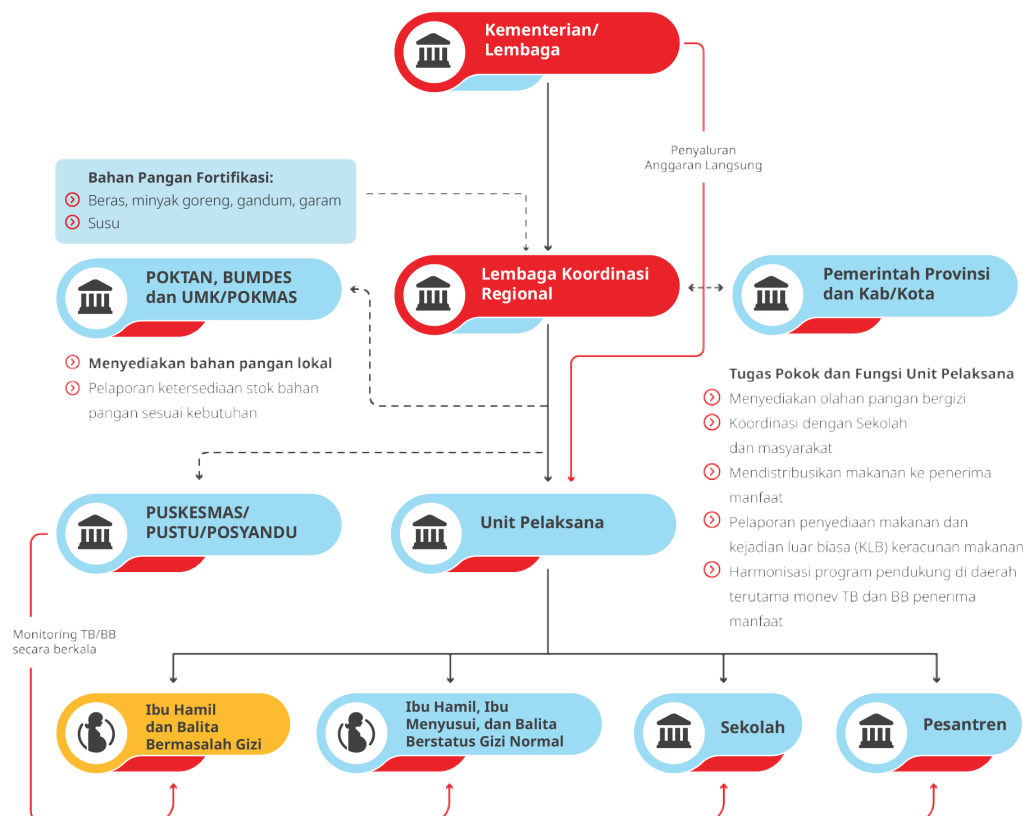 Kementerian/
Lembaga
Penyaluran
Anggaran Langsung
Bahan Pangan Fortifikasi:
Beras, minyak goreng, gandum, garam
Susu
POKTAN, BUMDES
dan UMK/POKMAS
Lembaga Koordinasi
Regional
Pemerintah Provinsi
dan Kab/Kota
Menyediakan bahan pangan lokal
Pelaporan ketersediaan stok bahan
pangan sesuai kebutuhan
Tugas Pokok dan Fungsi Unit Pelaksana
Menyediakan olahan pangan bergizi
Koordinasi dengan Sekolah
dan masyarakat
Mendistribusikan makanan ke penerima
manfaat
Pelaporan penyediaan makanan dan
kejadian luar biasa (KLB) keracunan makanan
Harmonisasi program pendukung di daerah
terutama monev TB dan BB penerima
manfaat
PUSKESMAS/
PUSTU/POSYANDU
Unit Pelaksana
Monitoring TB/BB
secara berkala
Ibu Hamil
dan Balita
Bermasalah Gizi
Ibu Hamil, Ibu
Menyusui, dan Balita
Berstatus Gizi Normal
Sekolah
Pesantren